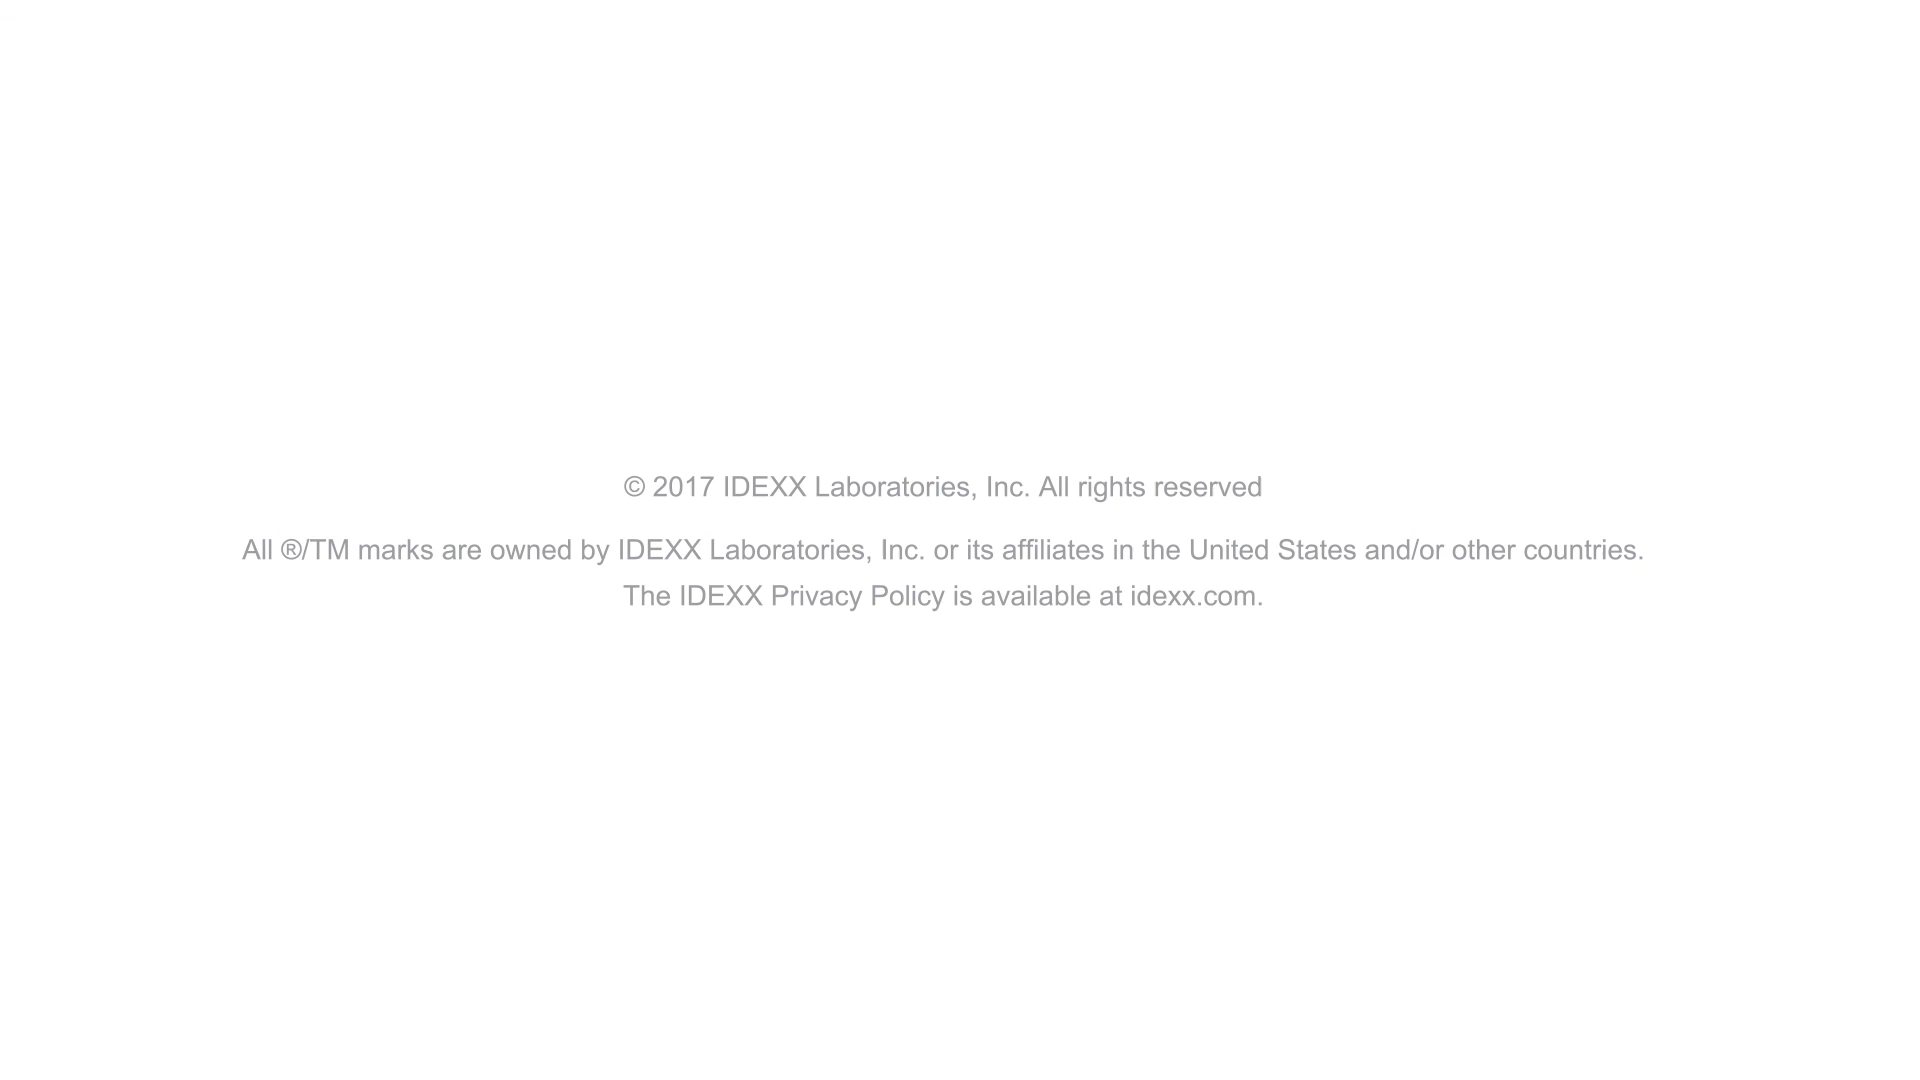 © 2017 IDEXX Laboratories, Inc. All rights reserved
All ®/TM marks are owned by IDEXX Laboratories, Inc. or its affiliates in the United States and/or other countries.
The IDEXX Privacy Policy is available at idexx.com.